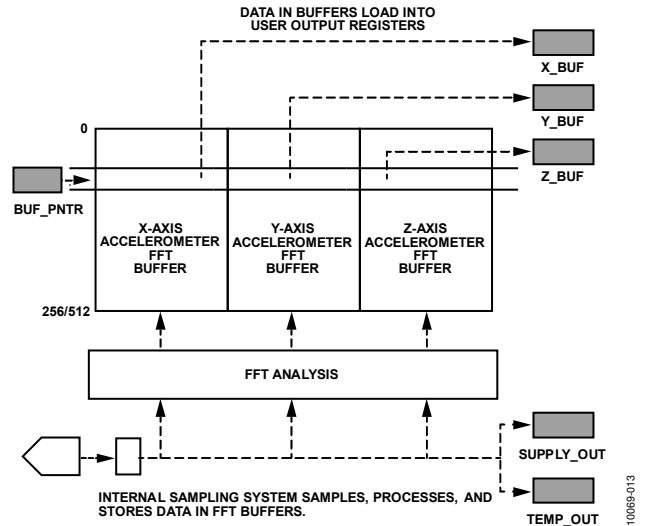 DATA IN BUFFERS LOAD INTO
USER OUTPUT REGISTERS
X_BUF
Y_BUF
0
Z_BUF
BUF_PNTR
X-AXIS
ACCELEROMETER
FFT
BUFFER
Y-AXIS
ACCELEROMETER
FFT
BUFFER
Z-AXIS
ACCELEROMETER
FFT
BUFFER
256/512
FFT ANALYSIS
SUPPLY_OUT
INTERNAL SAMPLING SYSTEM SAMPLES, PROCESSES, AND
STORES DATA IN FFT BUFFERS.
TEMP_OUT
10069-013